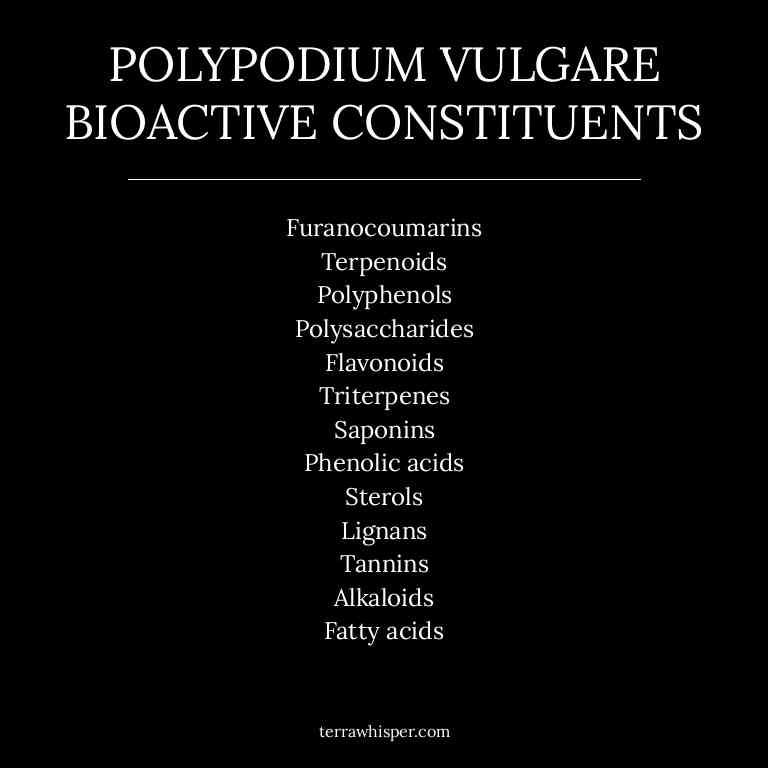 POLYPODIUM VULGARE
BIOACTIVE CONSTITUENTS
Furanocoumarins
Terpenoids
Polyphenols
Polysaccharides
Flavonoids
Triterpenes
Saponins
Phenolic acids
Sterols
Lignans
Tannins
Alkaloids
Fatty acids
terrawhisper.com